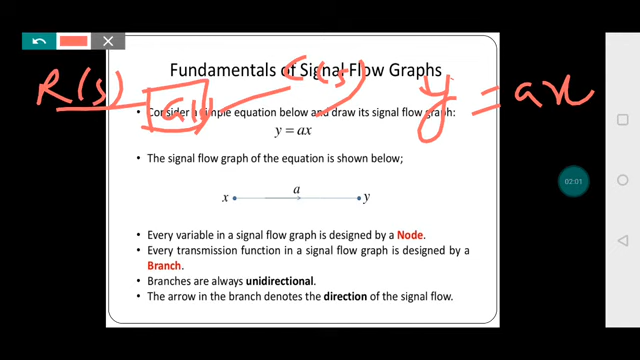 Fundamentals of Signal Flow Graphs
R(s) G(s) C(s) y = ax
• Consider a simple equation below and draw its signal flow graph:
y = ax
• The signal flow graph of the equation is shown below;
x a y
• Every variable in a signal flow graph is designed by a Node.
• Every transmission function in a signal flow graph is designed by a
Branch.
• Branches are always unidirectional.
• The arrow in the branch denotes the direction of the signal flow.
02:01